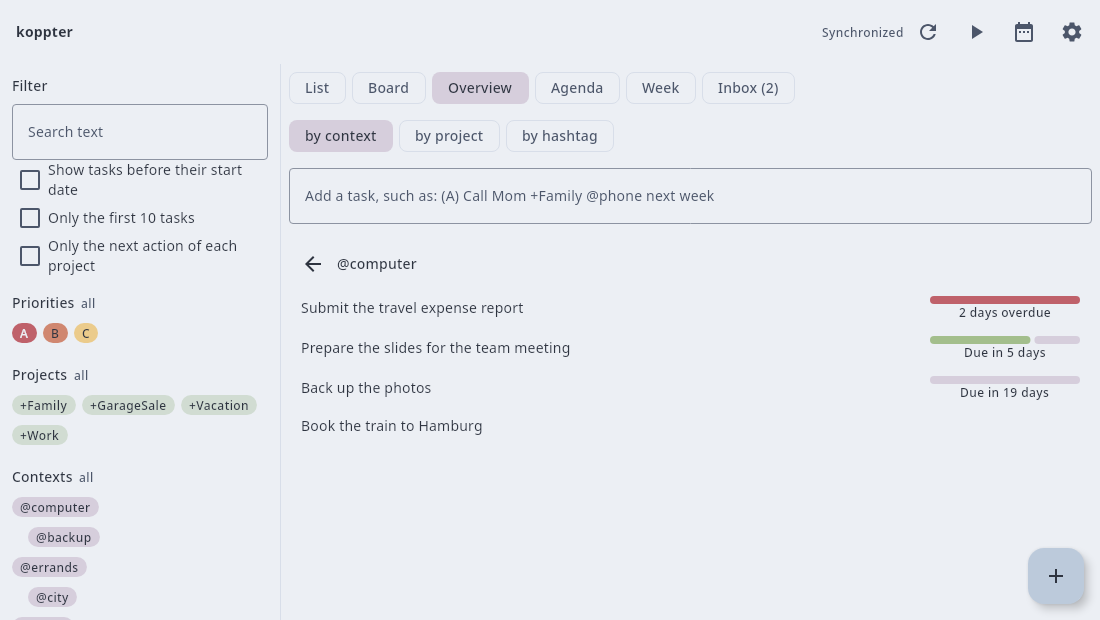 koppter
Synchronized
Filter
Search text
Show tasks before their start
date
Only the first 10 tasks
Only the next action of each
project
Priorities all
A B C
Projects all
+Family +GarageSale +Vacation
+Work
Contexts all
@computer
@backup
@errands
@city
List Board Overview Agenda Week Inbox (2)
by context by project by hashtag
Add a task, such as: (A) Call Mom +Family @phone next week
@computer
Submit the travel expense report
2 days overdue
Prepare the slides for the team meeting
Due in 5 days
Back up the photos
Due in 19 days
Book the train to Hamburg